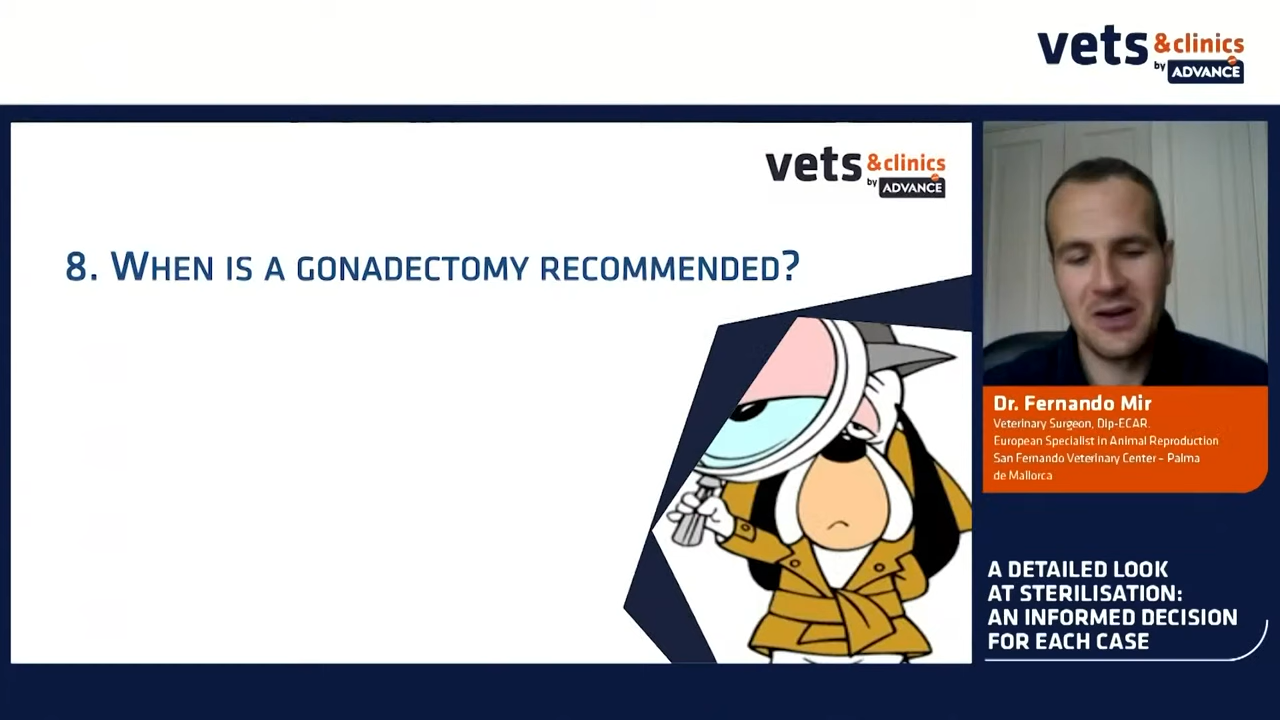 vets &clinics
by ADVANCE
vets &clinics
by ADVANCE
8. WHEN IS A GONADECTOMY RECOMMENDED?
Dr. Fernando Mir
Veterinary Surgeon, Dip-ECAR.
European Specialist in Animal Reproduction
San Fernando Veterinary Center – Palma
de Mallorca
A DETAILED LOOK
AT STERILISATION:
AN INFORMED DECISION
FOR EACH CASE